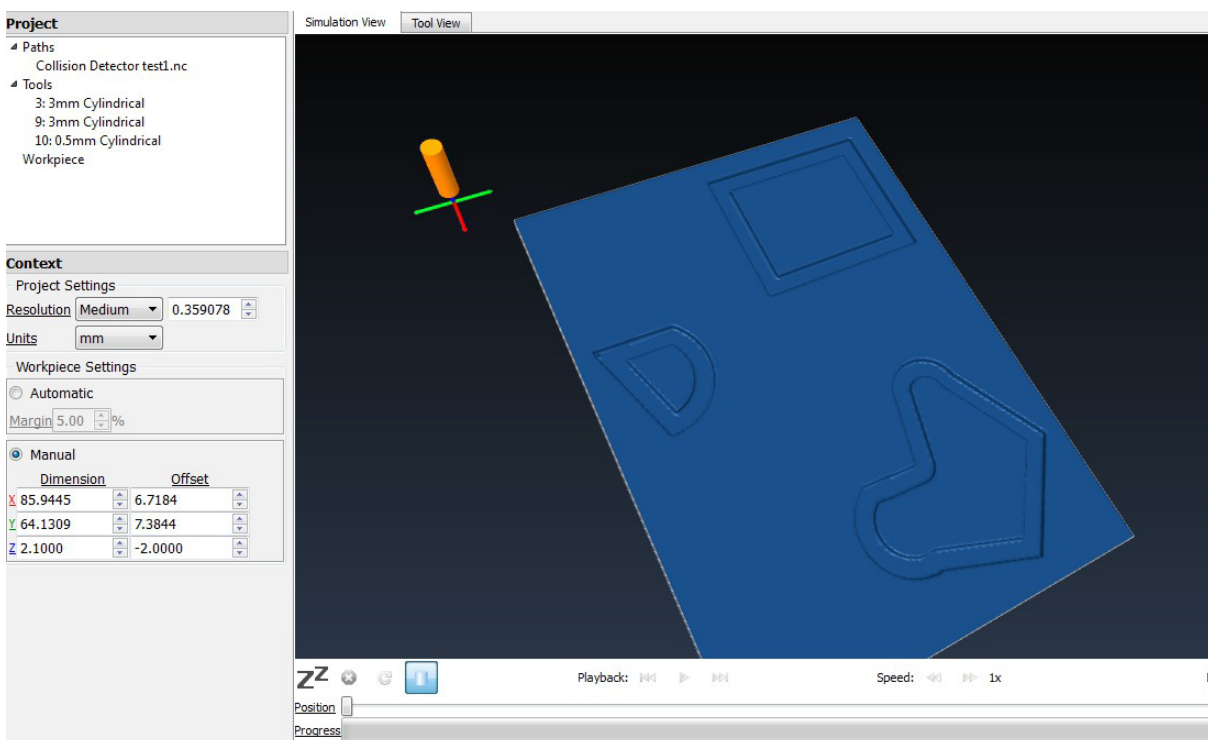 Project
Paths
Collision Detector test1.nc
Tools
3: 3mm Cylindrical
9: 3mm Cylindrical
10: 0.5mm Cylindrical
Workpiece
Context
Project Settings
Resolution Medium 0.359078
Units mm
Workpiece Settings
Automatic
Margin 5.00 %
Manual
Dimension Offset
X 85.9445 6.7184
Y 64.1309 7.3844
Z 2.1000 -2.0000
Simulation View Tool View
ZZ Playback: Speed: 1x
Position
Progress